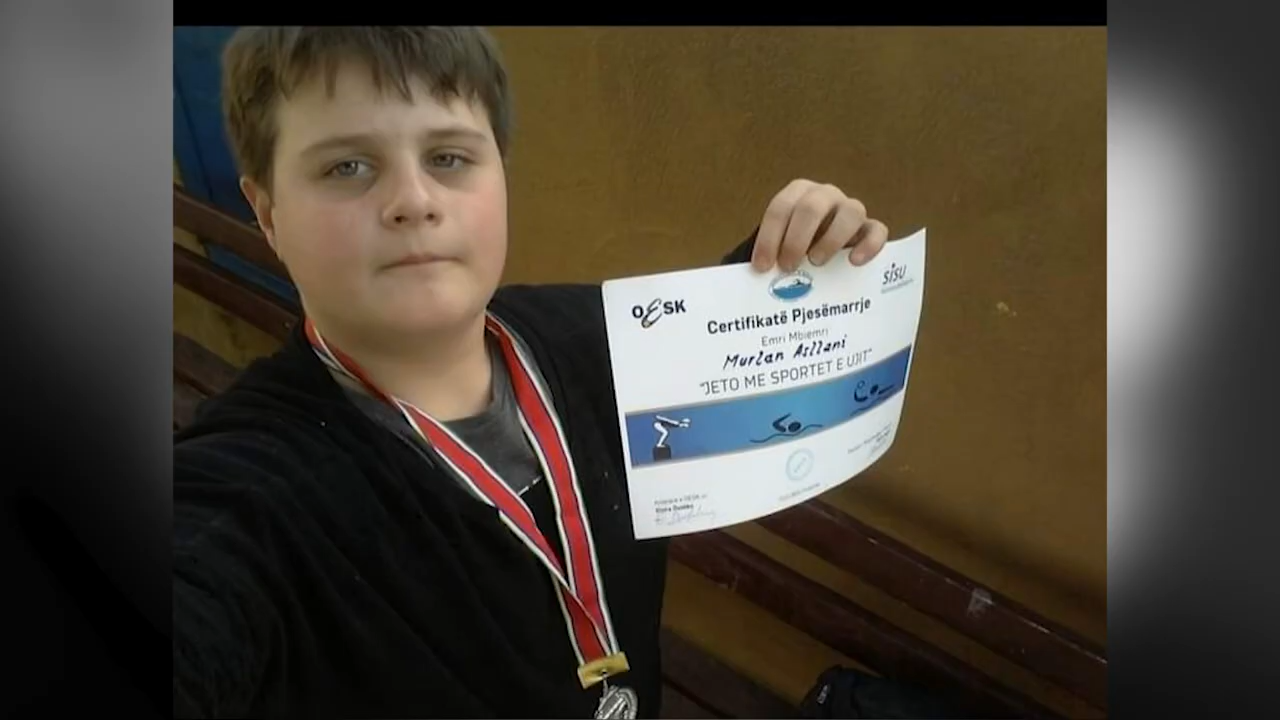 OESK
SISU
Certifikatë Pjesëmarrje
Emri Mbiemri
Murlan Asllani
"JETO ME SPORTET E UJIT"